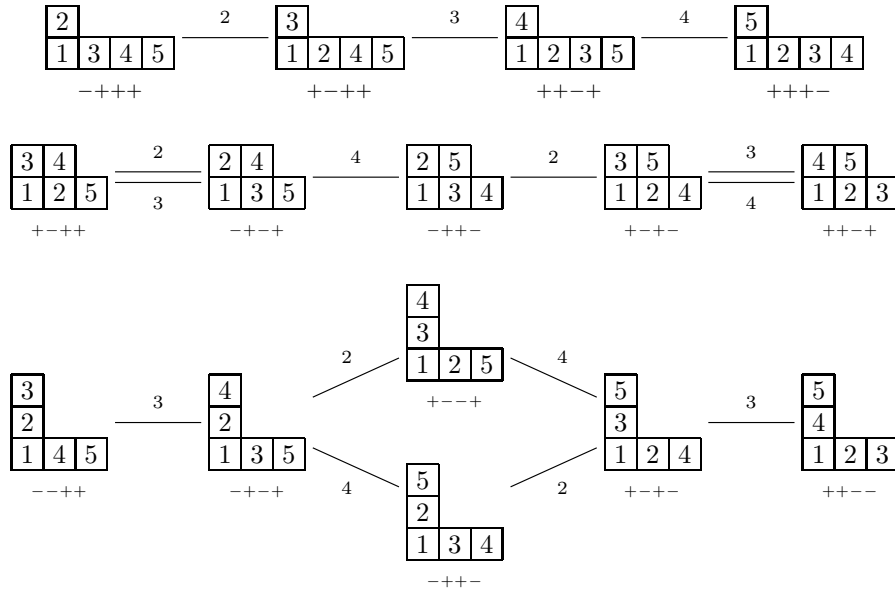 2 2 3 3 4 4 5
1 3 4 5 1 2 4 5 1 2 3 5 1 2 3 4
−+++ +−++ ++−+ +++−
2 4 2 3
3 4 2 4 2 5 3 5 4 5
1 2 5 1 3 5 1 3 4 1 2 4 1 2 3
3 4
+−++ −+−+ −++− +−+− ++−+
4
3
2 4
1 2 5
3 4 5 5
+−−+
2 3 2 3 3 4
1 4 5 1 3 5 1 2 4 1 2 3
5
4 2
−−++ −+−+ +−+− ++−−
2
1 3 4
−++−